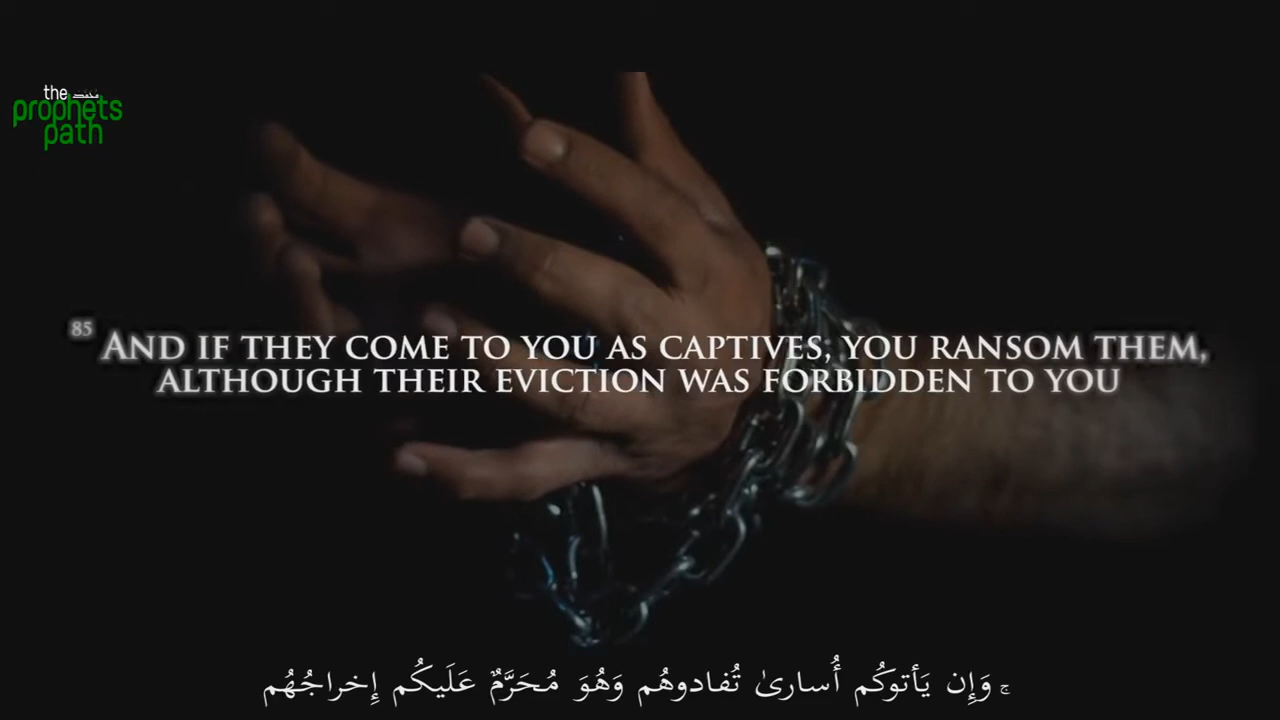 the محمد
prophets
path
85 AND IF THEY COME TO YOU AS CAPTIVES, YOU RANSOM THEM,
ALTHOUGH THEIR EVICTION WAS FORBIDDEN TO YOU
ۚ وَإِن يَأتوكُم أُسارىٰ تُفادوهُم وَهُوَ مُحَرَّمٌ عَلَيكُم إِخراجُهُم